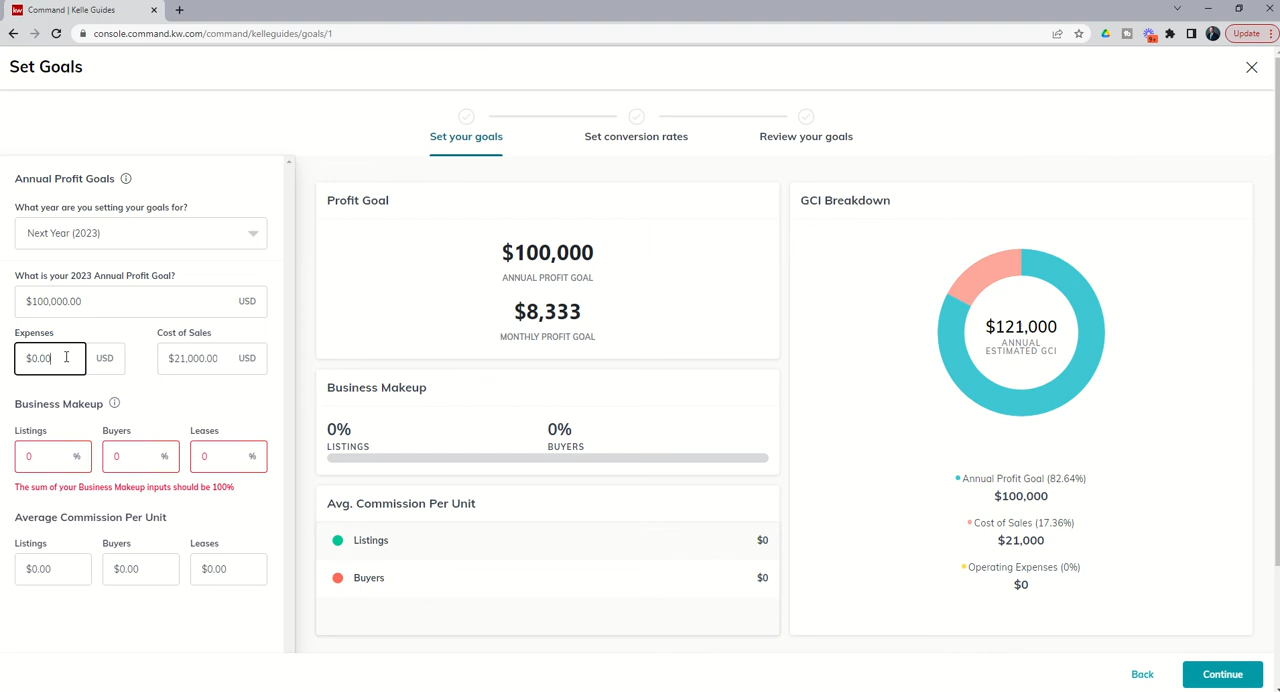 kw Command | Kelle Guides
console.command.kw.com/command/kelleguides/goals/1
9+
Update
Set Goals
Set your goals
Set conversion rates
Review your goals
Annual Profit Goals
What year are you setting your goals for?
Next Year (2023)
What is your 2023 Annual Profit Goal?
$100,000.00 USD
Expenses Cost of Sales
$0.00 USD $21,000.00 USD
Business Makeup
Listings Buyers Leases
0 % 0 % 0 %
The sum of your Business Makeup inputs should be 100%
Average Commission Per Unit
Listings Buyers Leases
$0.00 $0.00 $0.00
Profit Goal
$100,000
ANNUAL PROFIT GOAL
$8,333
MONTHLY PROFIT GOAL
Business Makeup
0% 0%
LISTINGS BUYERS
Avg. Commission Per Unit
Listings $0
Buyers $0
GCI Breakdown
$121,000
ANNUAL
ESTIMATED GCI
Annual Profit Goal (82.64%)
$100,000
Cost of Sales (17.36%)
$21,000
Operating Expenses (0%)
$0
Back Continue